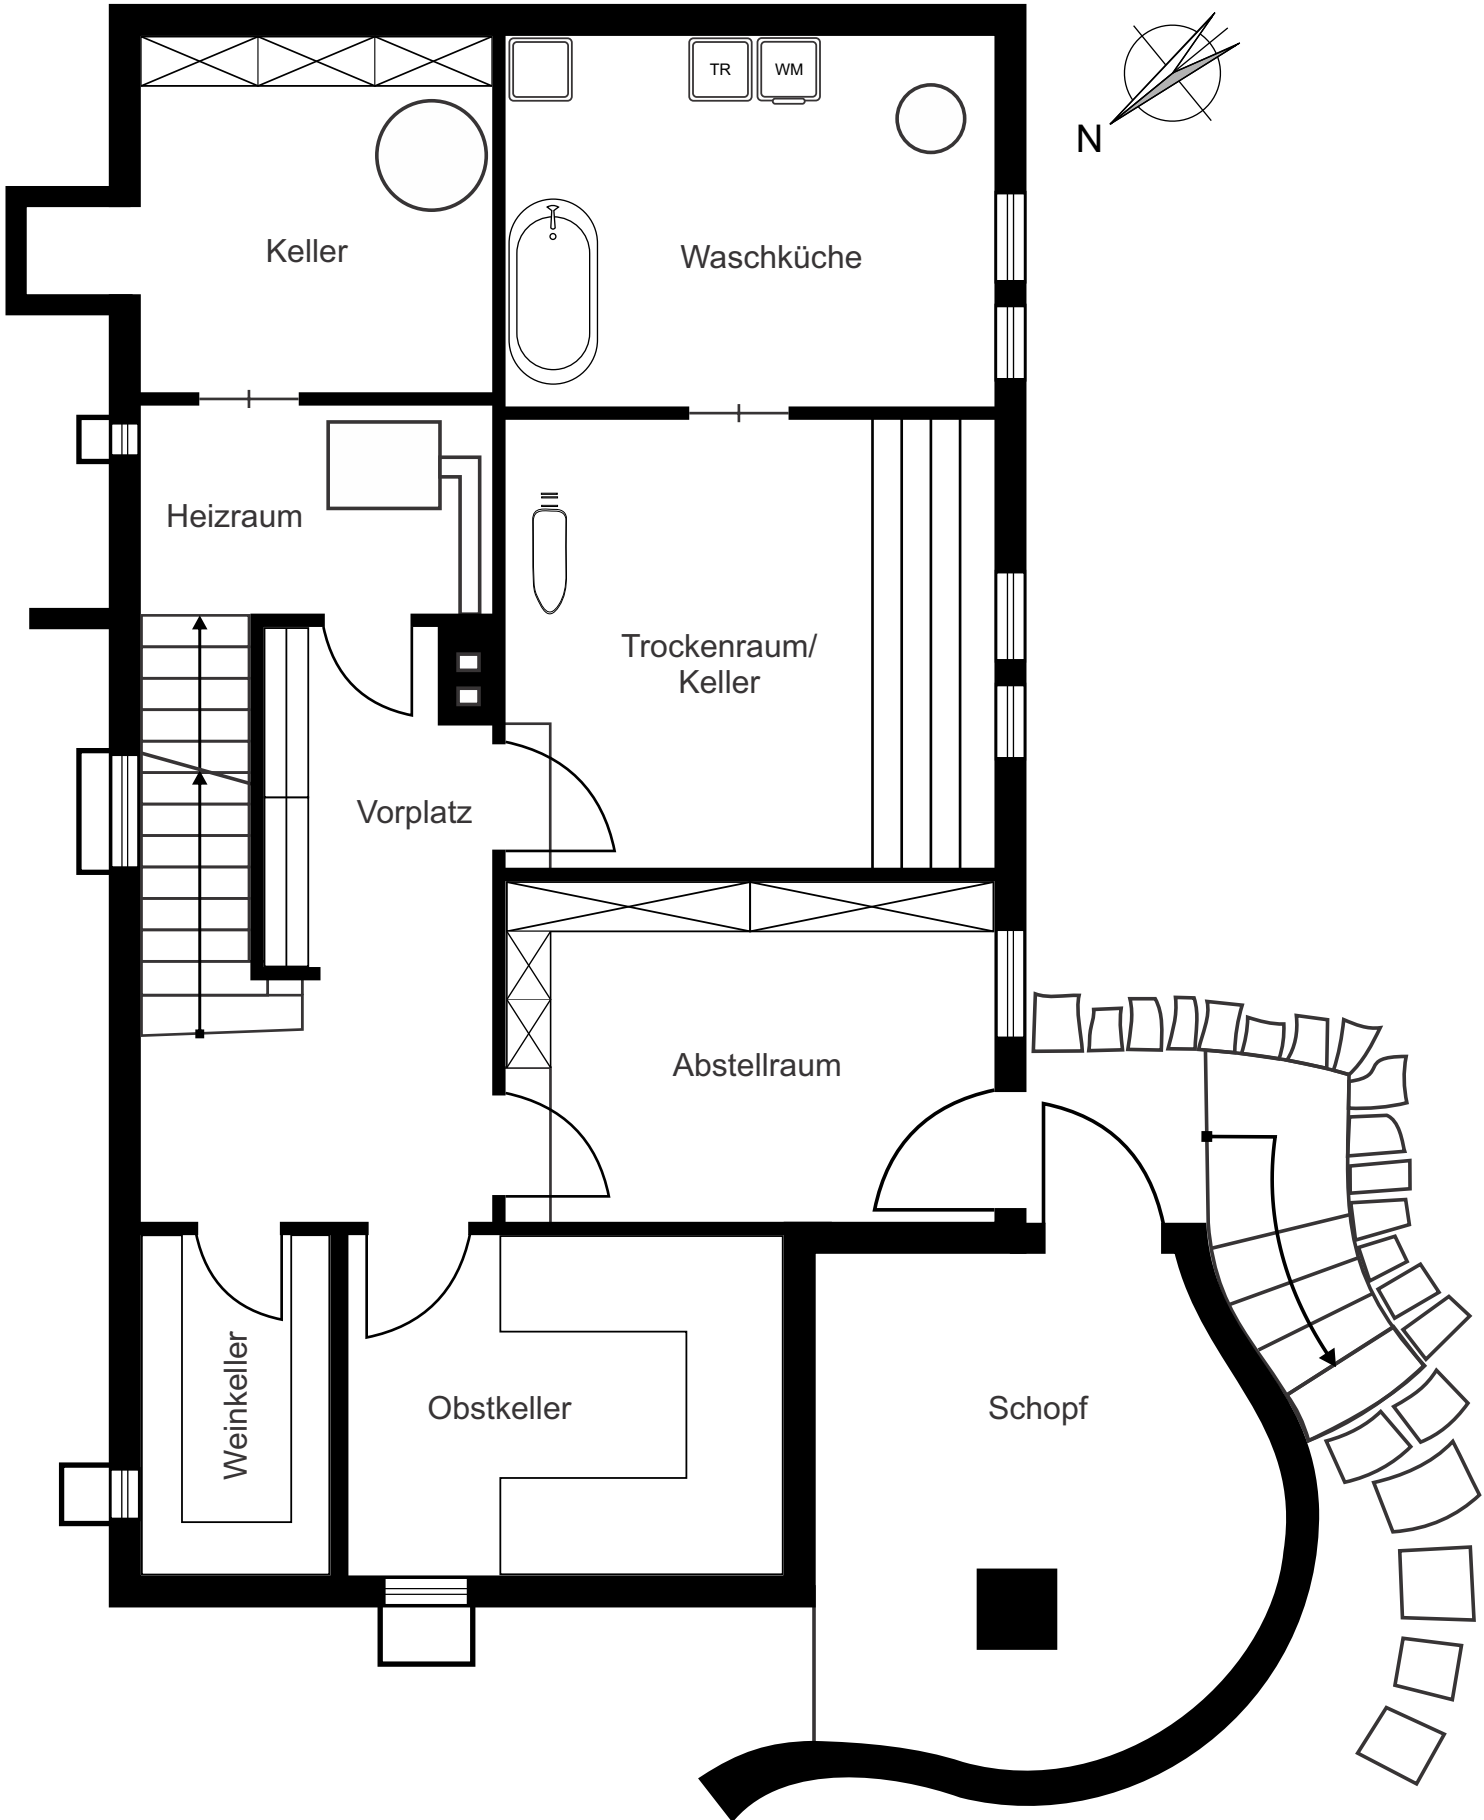 TR
WM
N
Keller
Waschküche
Heizraum
Trockenraum/
Keller
Vorplatz
Abstellraum
Weinkeller
Obstkeller
Schopf